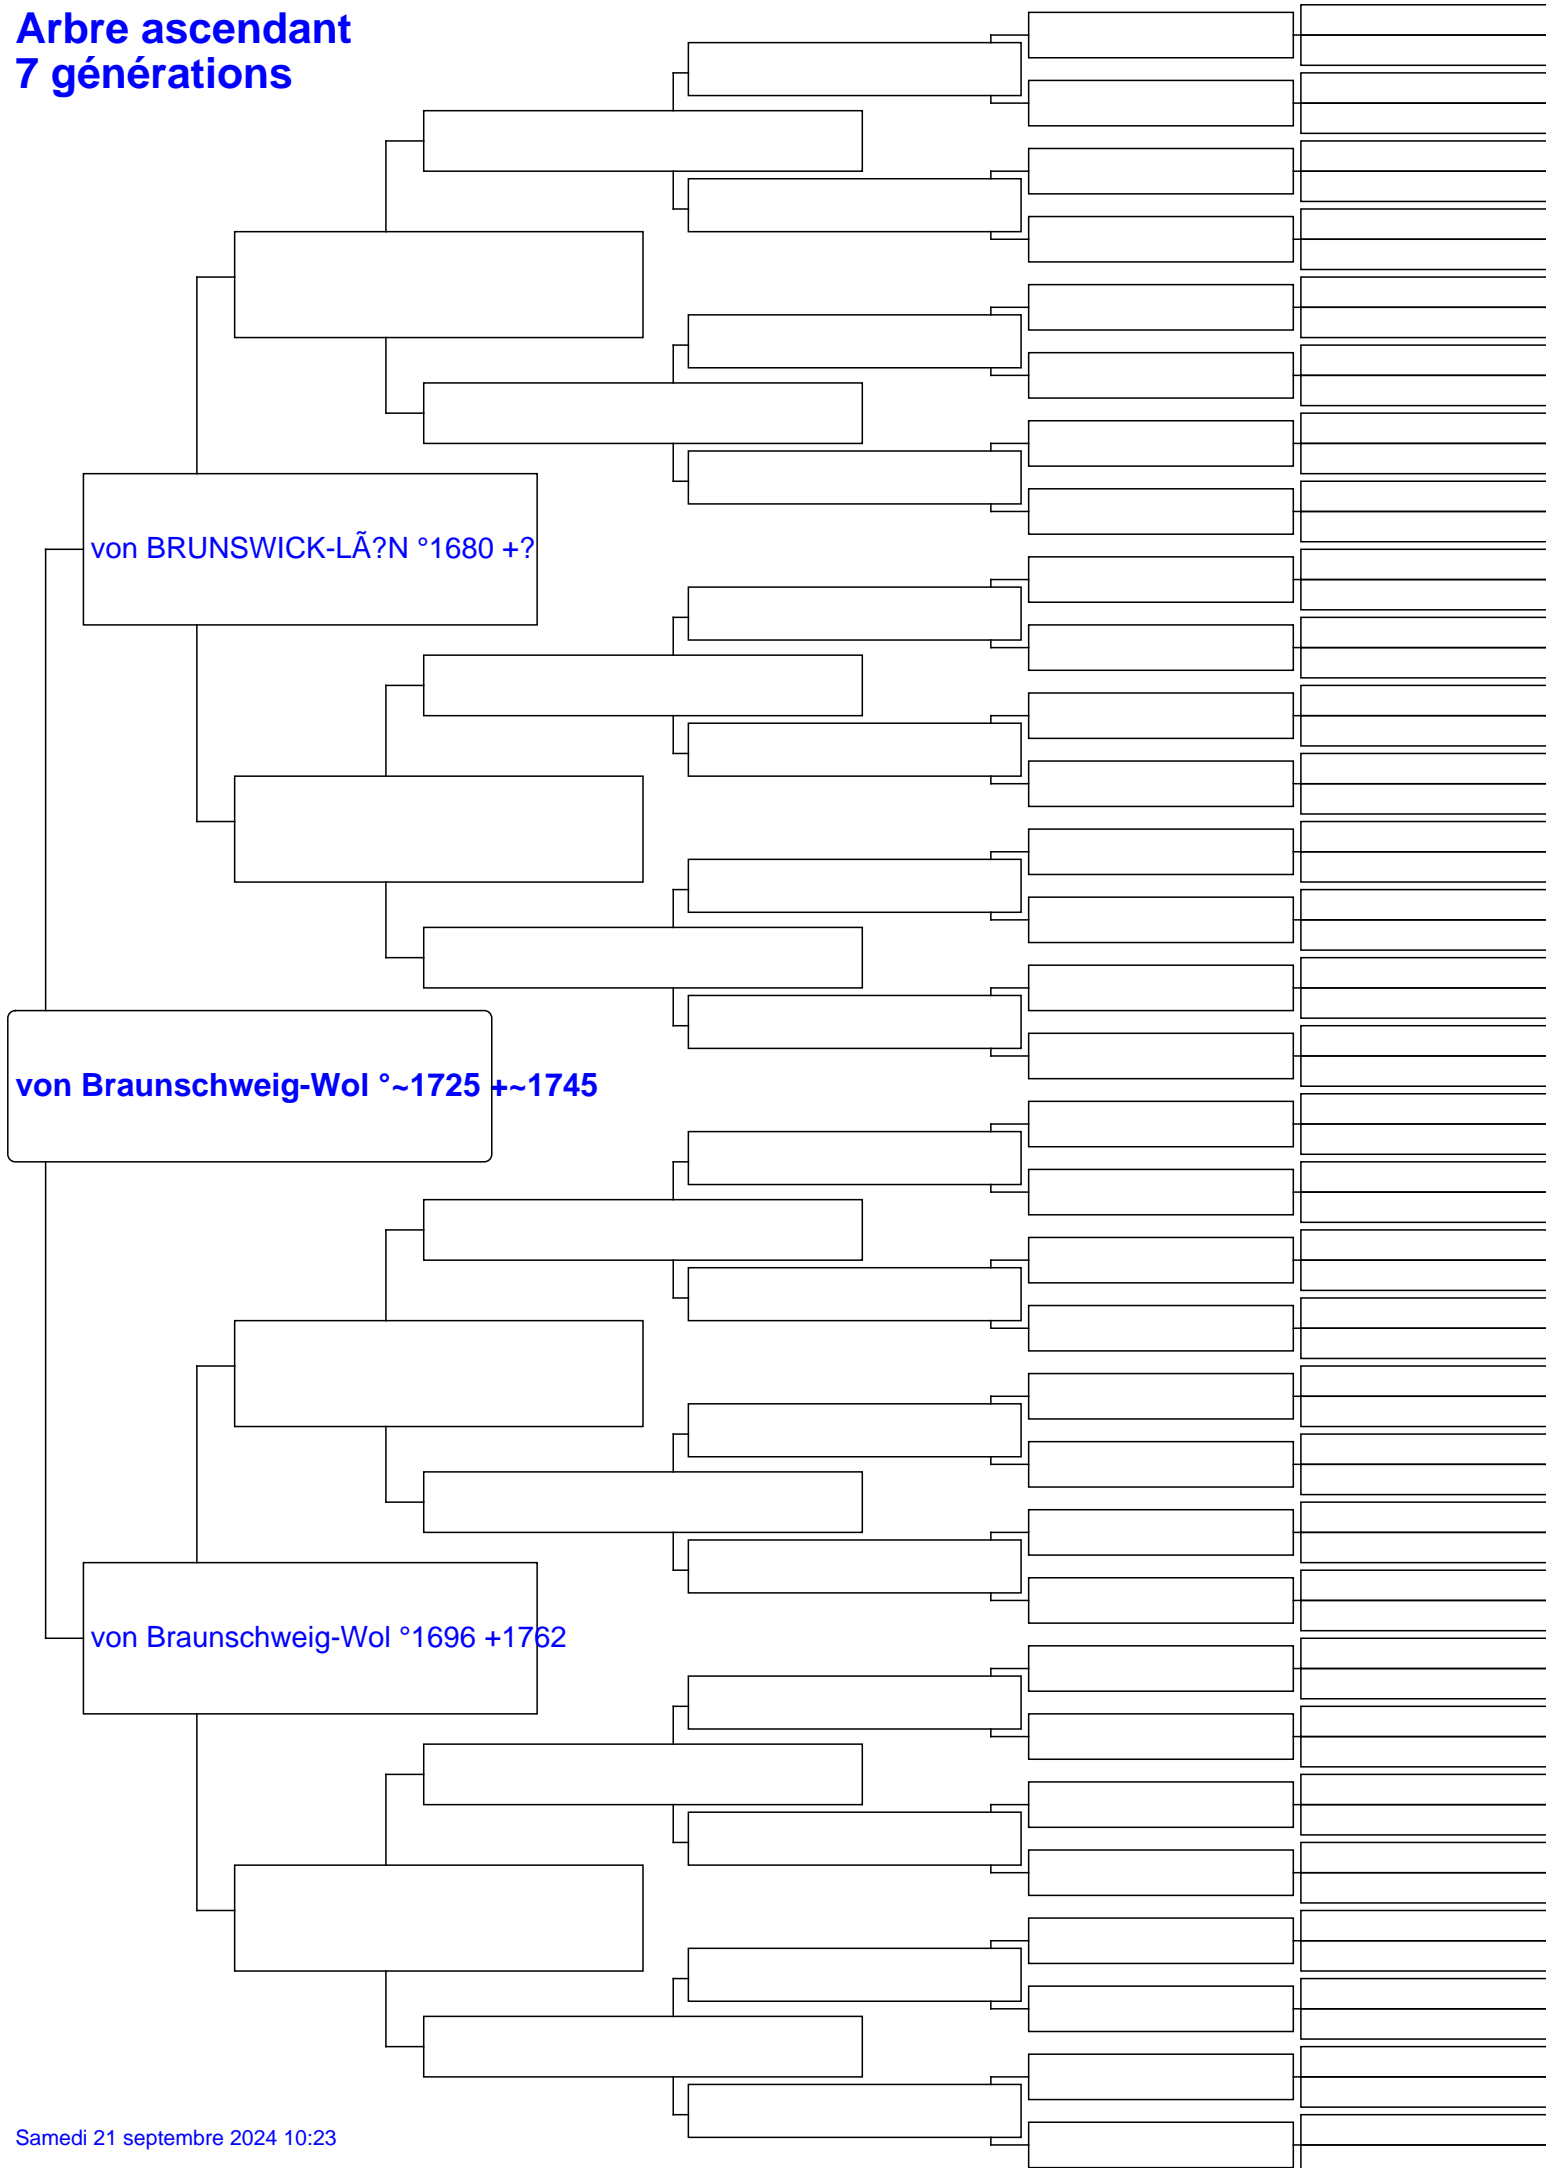 Arbre ascendant
7 générations
von BRUNSWICK-LÃ?N °1680 +?
von Braunschweig-Wol °~1725 +~1745
von Braunschweig-Wol °1696 +1762
Samedi 21 septembre 2024 10:23